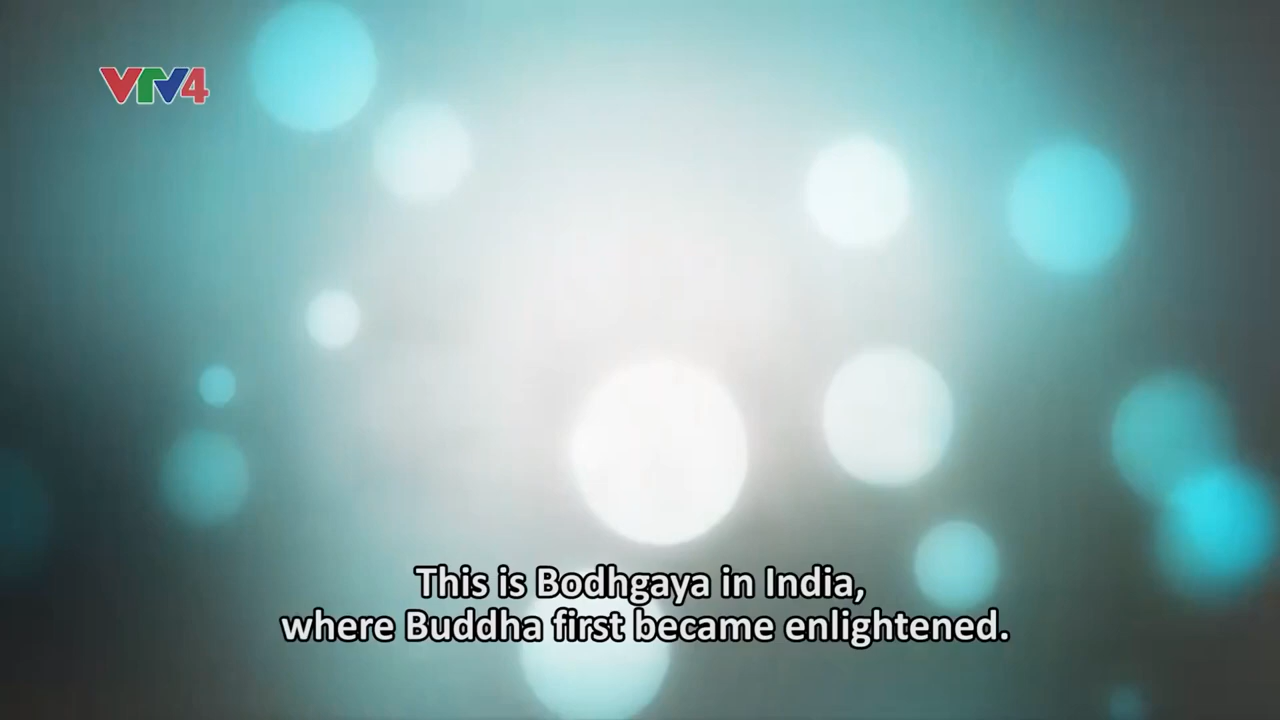 VTV4
This is Bodhgaya in India,
where Buddha first became enlightened.